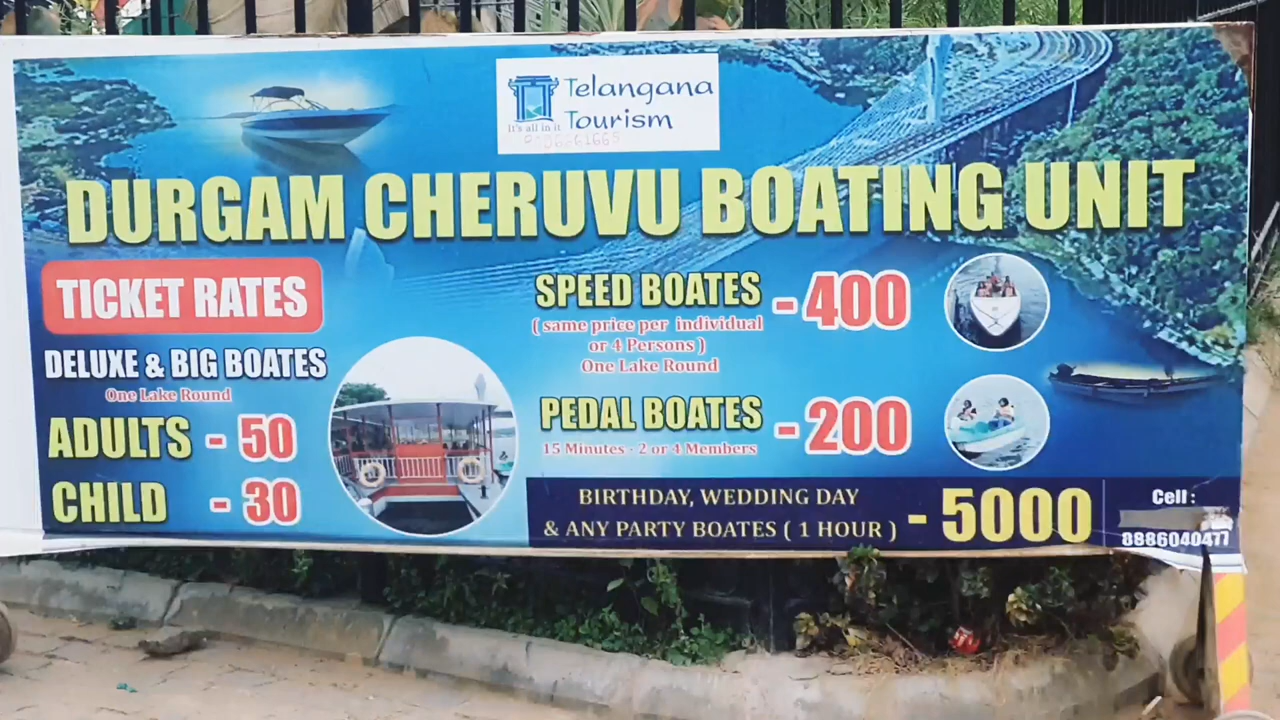 Telangana
Tourism
It's all in it
DURGAM CHERUVU BOATING UNIT
TICKET RATES
DELUXE & BIG BOATES
One Lake Round
ADULTS - 50
CHILD - 30
SPEED BOATES - 400
( same price per individual
or 4 Persons )
One Lake Round
PEDAL BOATES - 200
15 Minutes - 2 or 4 Members
BIRTHDAY, WEDDING DAY
& ANY PARTY BOATES ( 1 HOUR ) - 5000
Cell :
8886040477